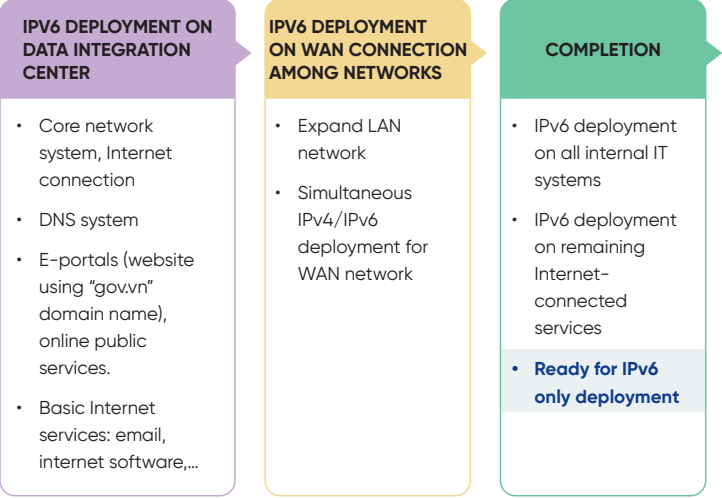 IPV6 DEPLOYMENT ON
DATA INTEGRATION
CENTER
• Core network
system, Internet
connection
• DNS system
• E-portals (website
using “gov.vn”
domain name),
online public
services.
• Basic Internet
services: email,
internet software,...
IPV6 DEPLOYMENT
ON WAN CONNECTION
AMONG NETWORKS
• Expand LAN
network
• Simultaneous
IPv4/IPv6
deployment for
WAN network
COMPLETION
• IPv6 deployment
on all internal IT
systems
• IPv6 deployment
on remaining
Internet-
connected
services
• Ready for IPv6
only deployment